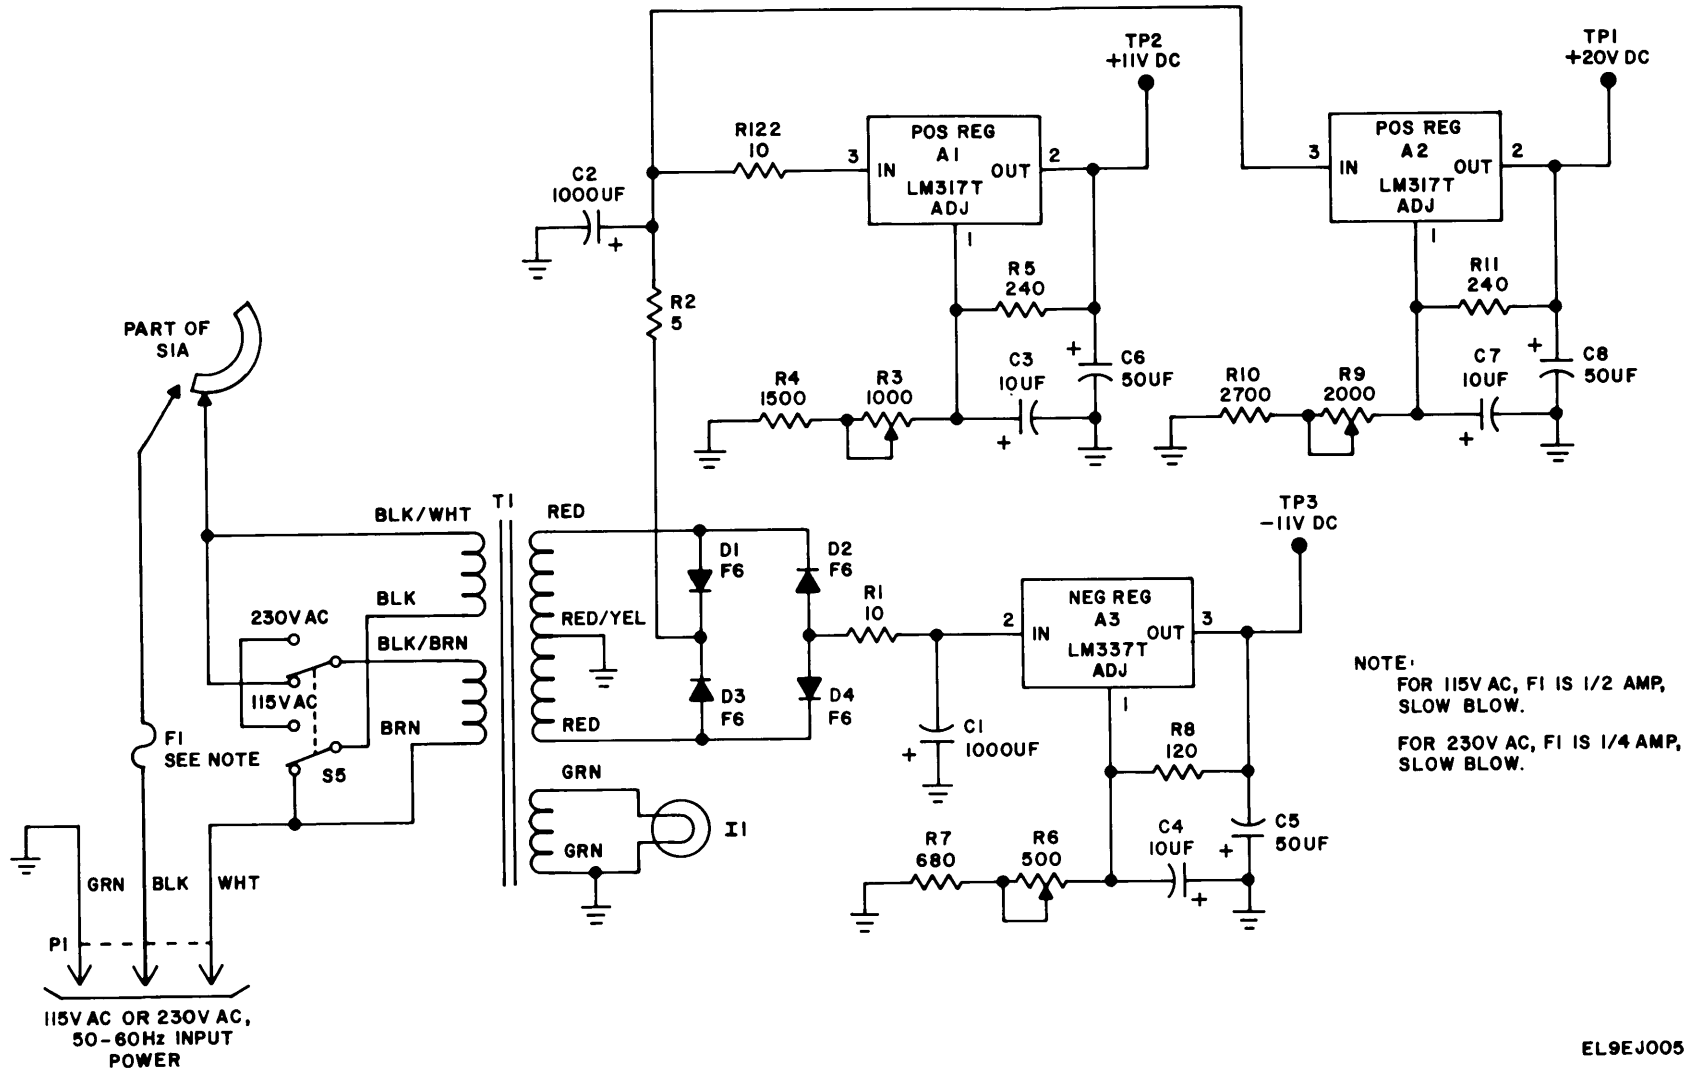 TP2
+11V DC
TP1
+20V DC
R122
10
3
POS REG
A1
IN
OUT
LM317T
ADJ
2
1
3
POS REG
A2
IN
OUT
LM317T
ADJ
2
1
C2
1000UF
+
R2
5
R5
240
R11
240
PART OF
S1A
R4
1500
R3
1000
C3
10UF
+
+
C6
50UF
R10
2700
R9
2000
C7
10UF
+
+
C8
50UF
T1
BLK/WHT
RED
TP3
-11V DC
D1
F6
D2
F6
R1
10
BLK
RED/YEL
230V AC
BLK/BRN
2
NEG REG
A3
IN
OUT
LM337T
ADJ
3
1
115V AC
D3
F6
D4
F6
BRN
RED
C1
1000UF
+
R8
120
NOTE:
FOR 115V AC, F1 IS 1/2 AMP,
SLOW BLOW.
FOR 230V AC, F1 IS 1/4 AMP,
SLOW BLOW.
F1
SEE NOTE
S5
GRN
I1
GRN
R7
680
R6
500
C4
10UF
+
C5
50UF
+
GRN
BLK
WHT
P1
115V AC OR 230V AC,
50-60Hz INPUT
POWER
EL9EJ005